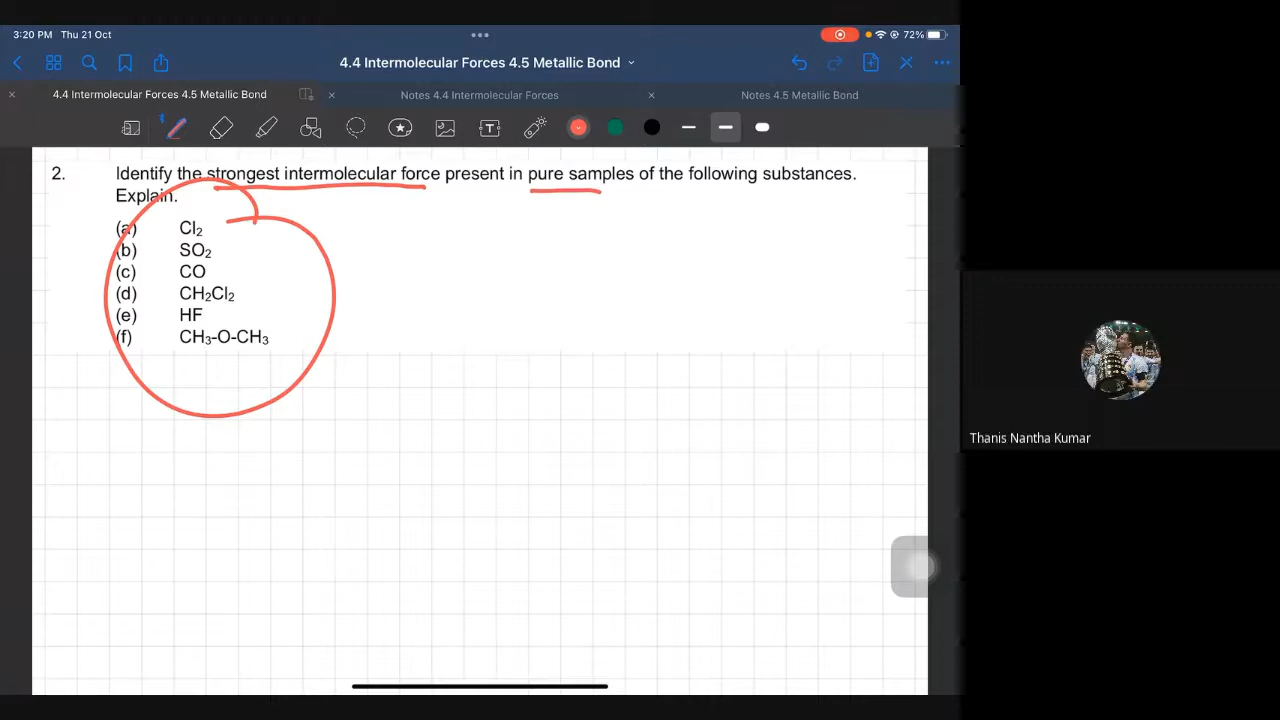 3:20 PM Thu 21 Oct
72%
4.4 Intermolecular Forces 4.5 Metallic Bond
4.4 Intermolecular Forces 4.5 Metallic Bond
Notes 4.4 Intermolecular Forces
Notes 4.5 Metallic Bond
2. Identify the strongest intermolecular force present in pure samples of the following substances.
Explain.
(a) Cl₂
(b) SO₂
(c) CO
(d) CH₂Cl₂
(e) HF
(f) CH₃-O-CH₃
Thanis Nantha Kumar